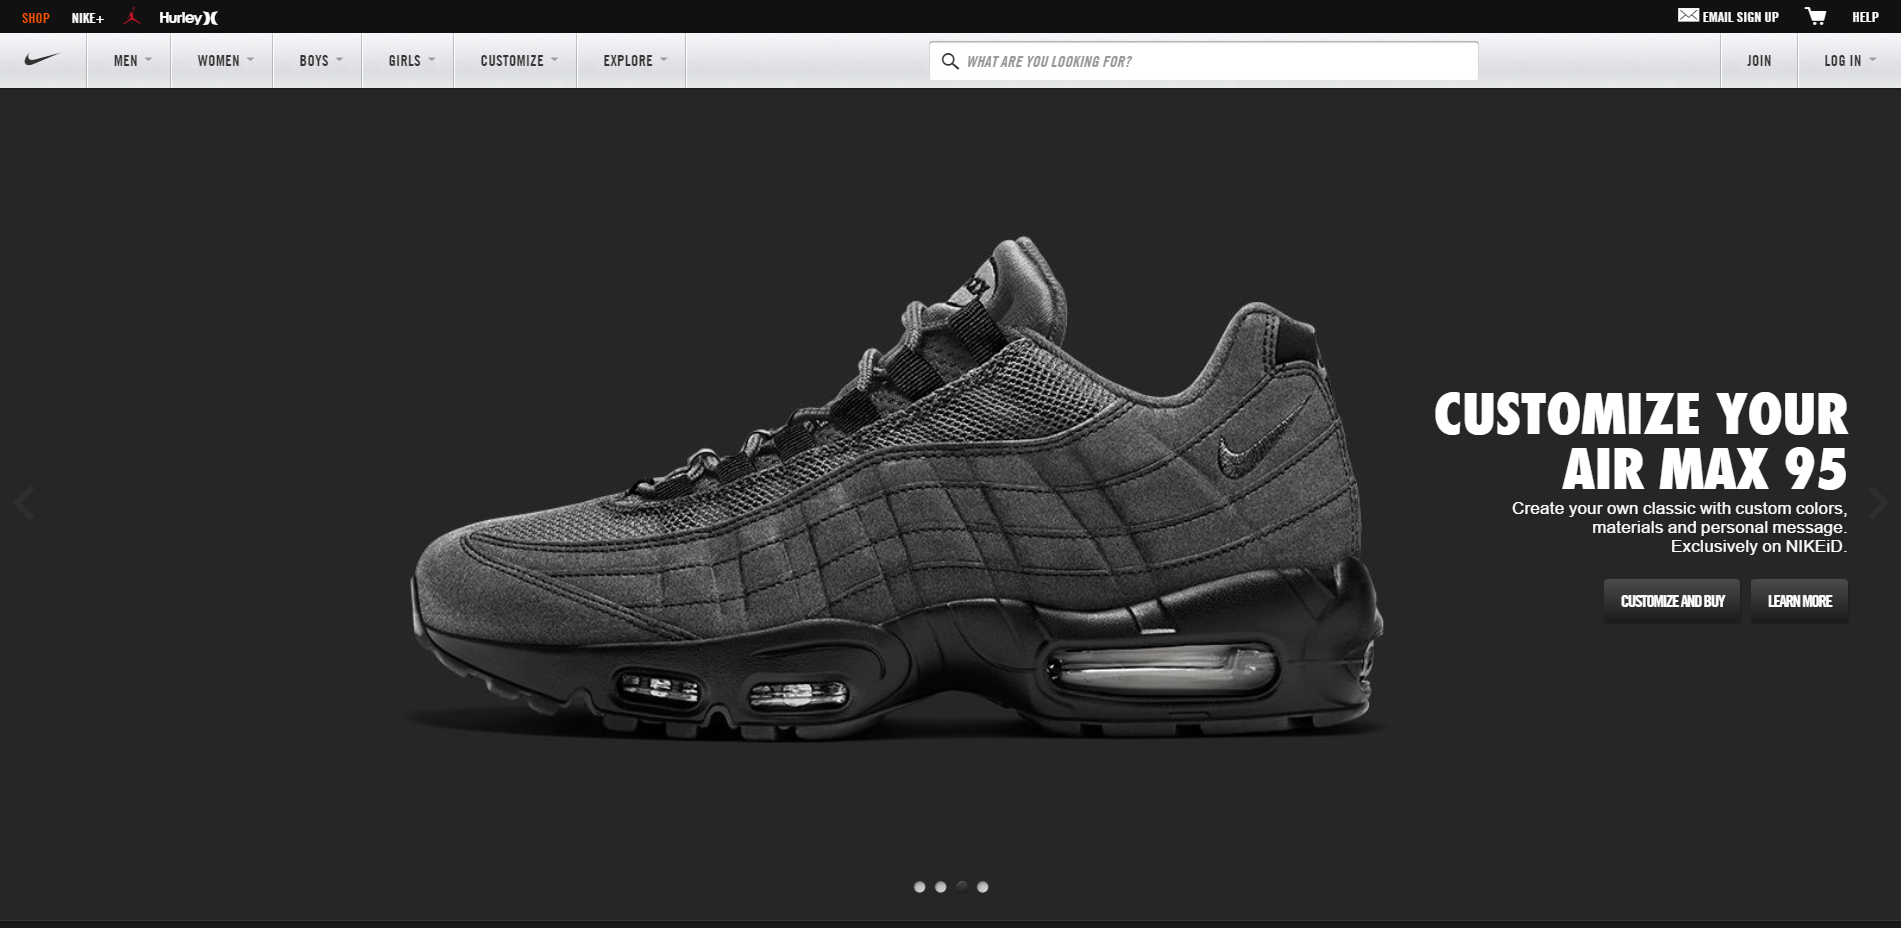 SHOP NIKE+ Hurley EMAIL SIGN UP HELP
MEN WOMEN BOYS GIRLS CUSTOMIZE EXPLORE WHAT ARE YOU LOOKING FOR? JOIN LOG IN
CUSTOMIZE YOUR
AIR MAX 95
Create your own classic with custom colors,
materials and personal message.
Exclusively on NIKEiD.
CUSTOMIZE AND BUY LEARN MORE